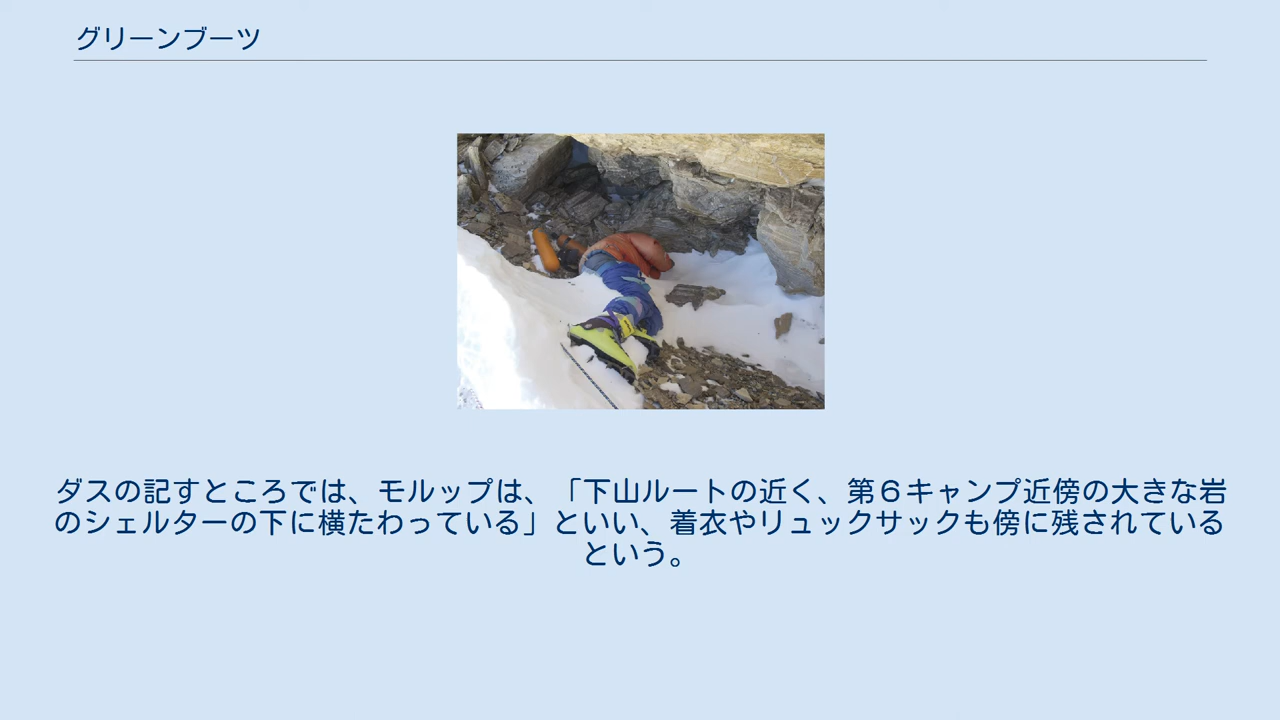 グリーンブーツ
ダスの記すところでは、モルップは、「下山ルートの近く、第６キャンプ近傍の大きな岩
のシェルターの下に横たわっている」といい、着衣やリュックサックも傍に残されている
という。